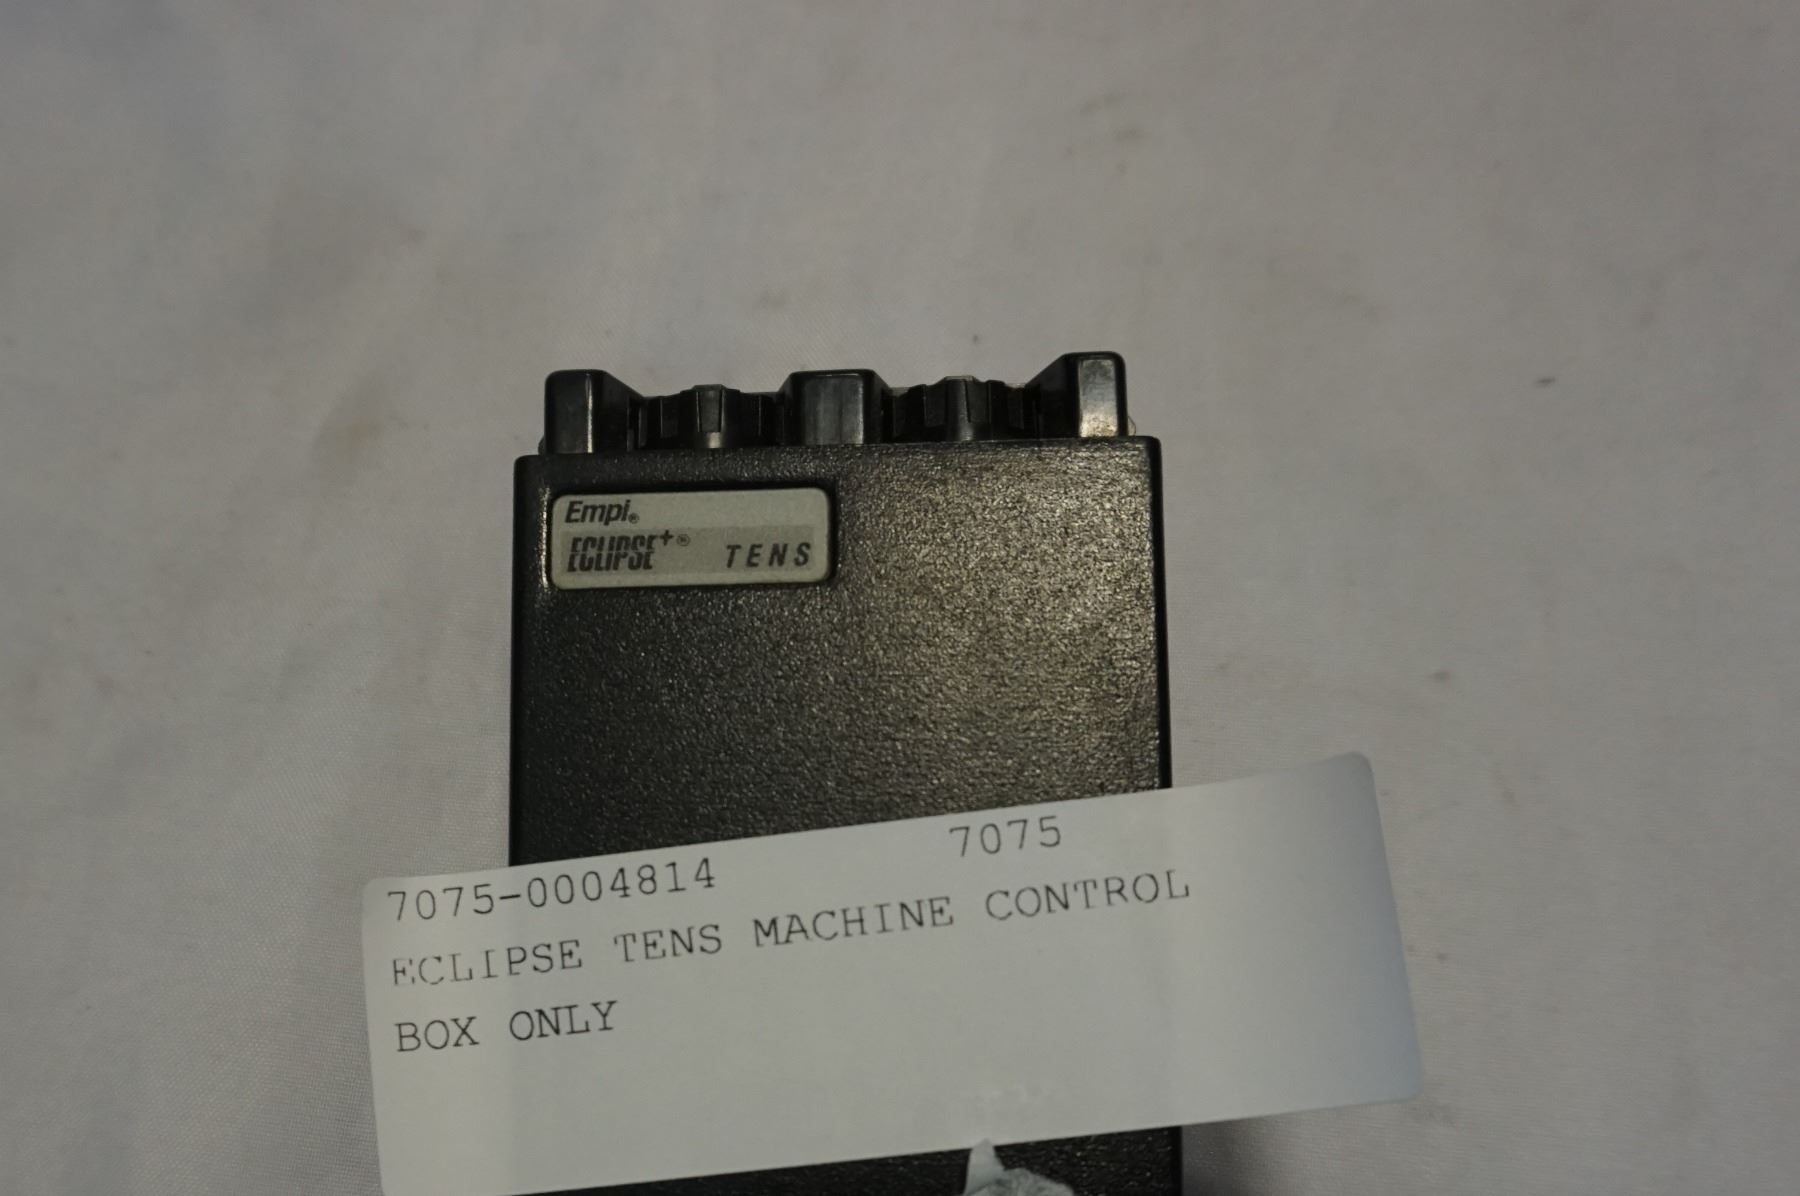 Empi®
ECLIPSE+® TENS
7075-0004814 7075
ECLIPSE TENS MACHINE CONTROL
BOX ONLY